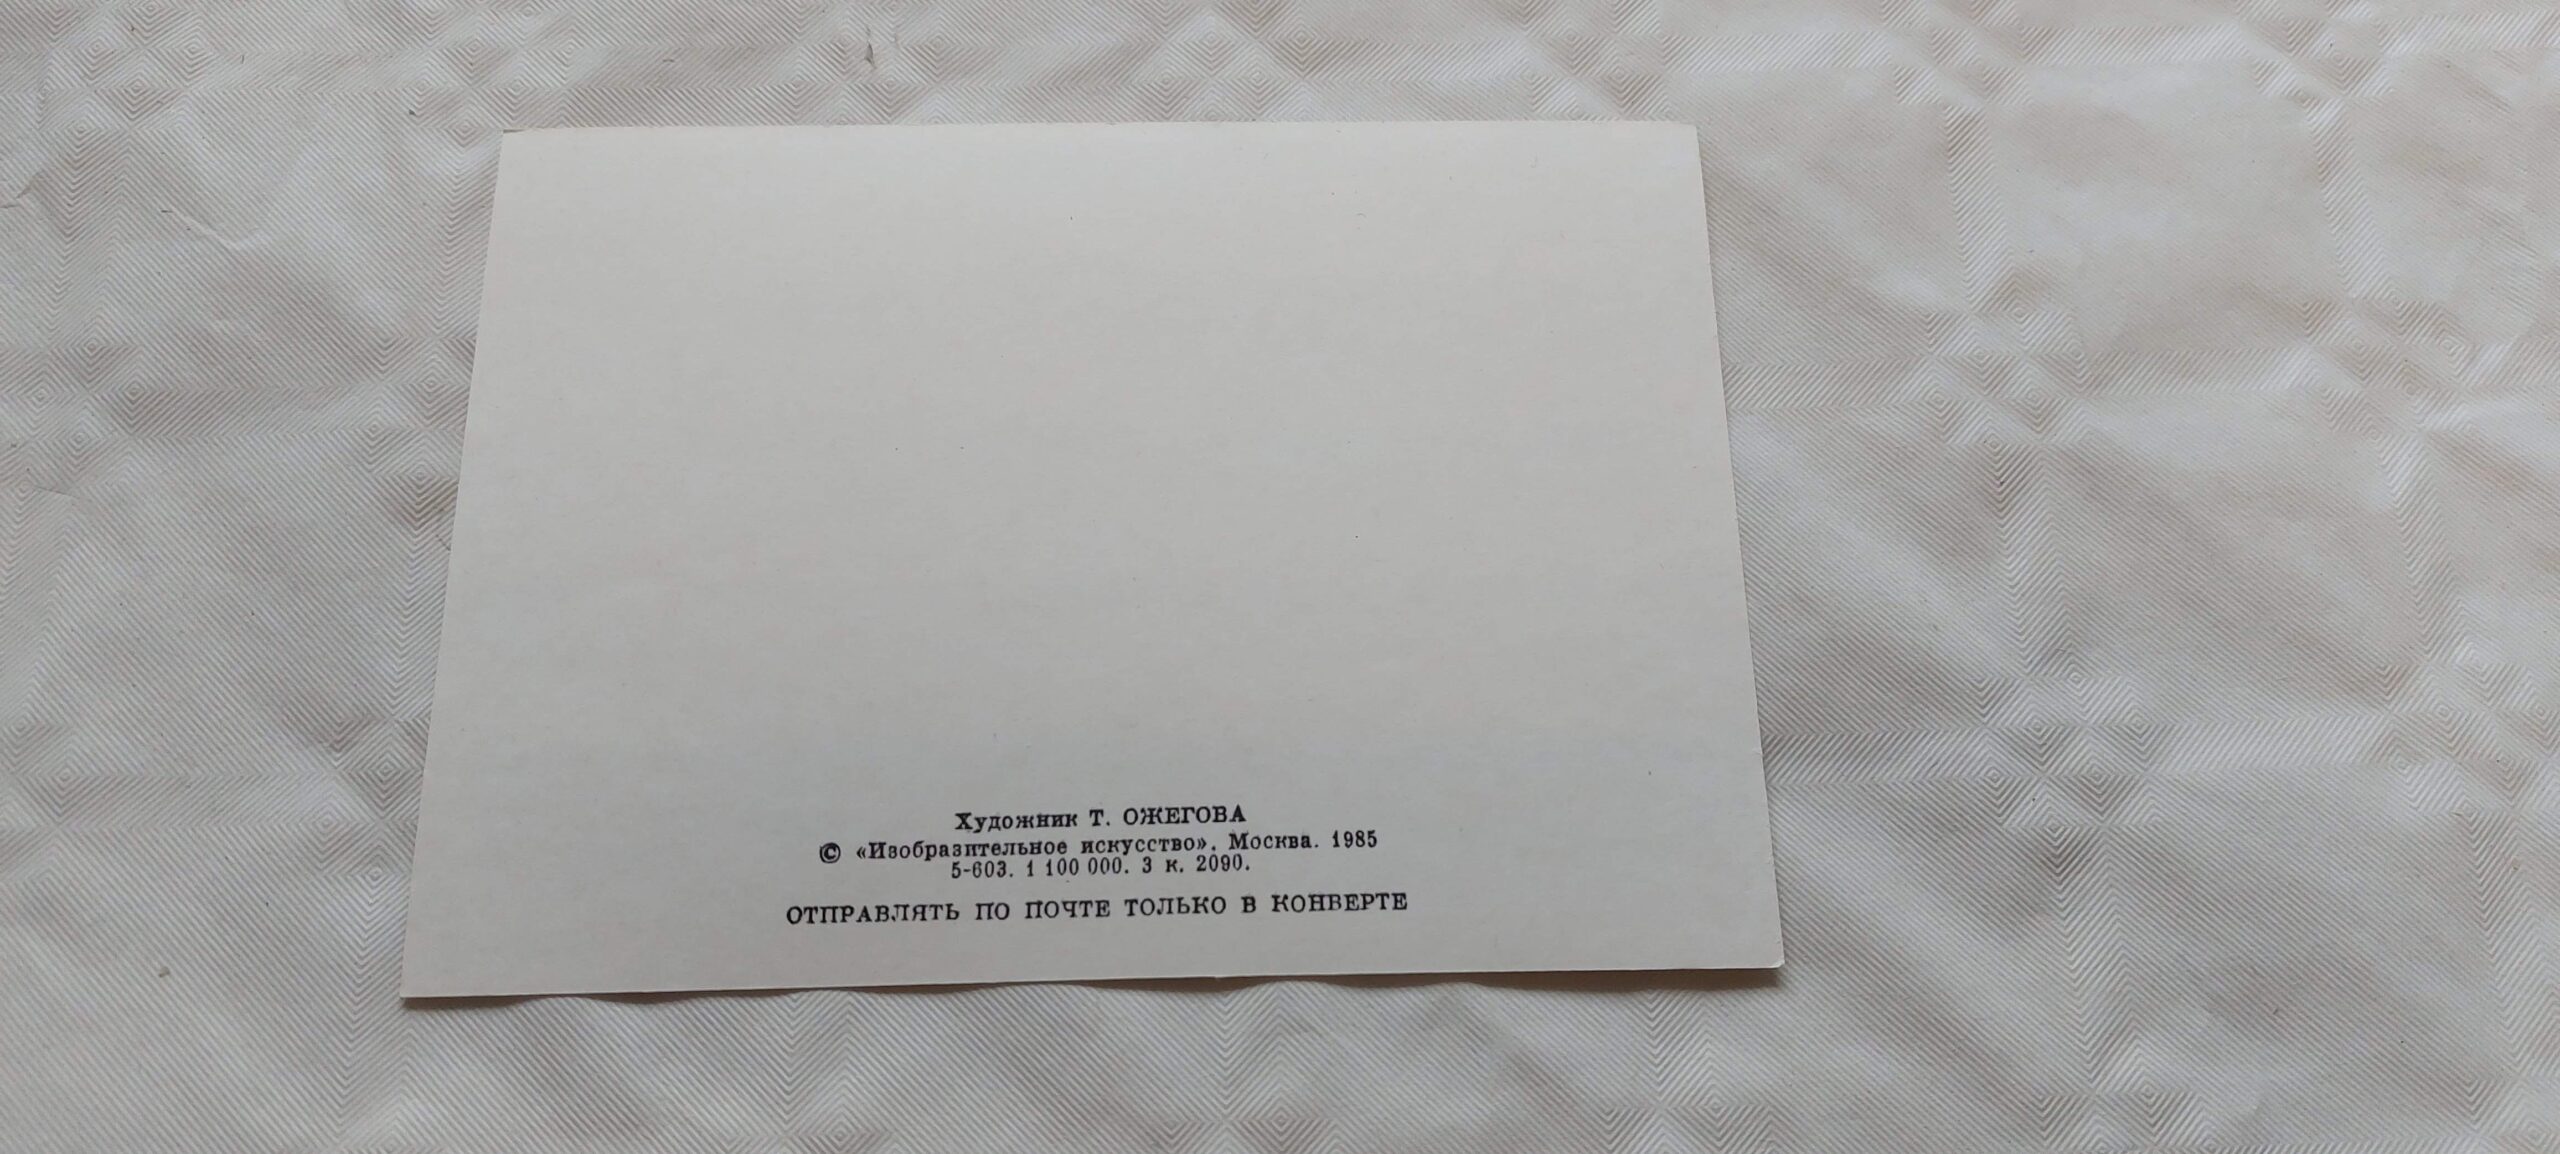 Художник Т. ОЖЕГОВА
© «Изобразительное искусство». Москва. 1985
5-603. 1 100 000. 3 к. 2090.
ОТПРАВЛЯТЬ ПО ПОЧТЕ ТОЛЬКО В КОНВЕРТЕ